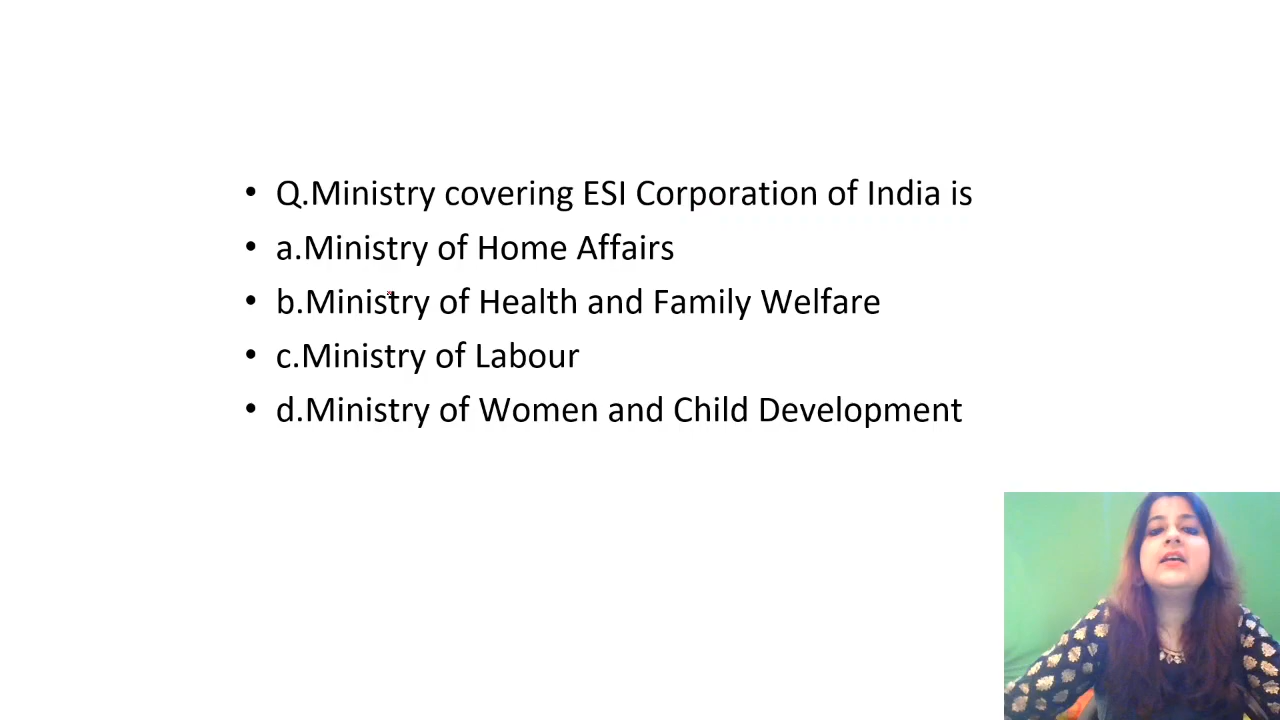 • Q.Ministry covering ESI Corporation of India is
• a.Ministry of Home Affairs
• b.Ministry of Health and Family Welfare
• c.Ministry of Labour
• d.Ministry of Women and Child Development